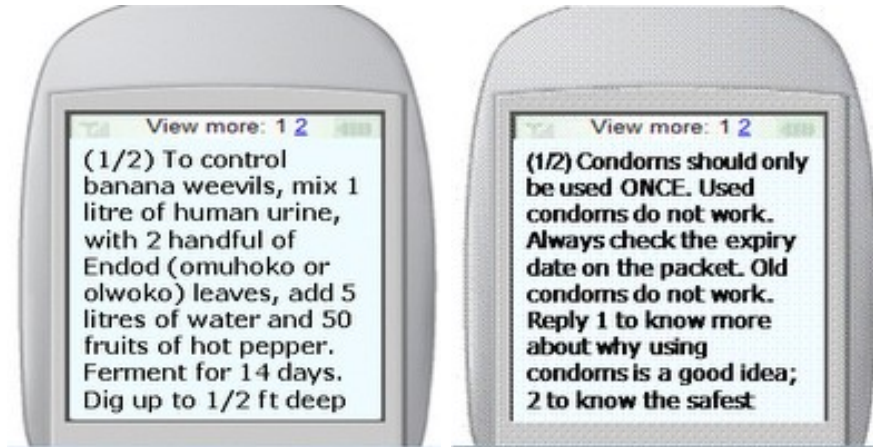 View more: 1 2
(1/2) To control
banana weevils, mix 1
litre of human urine,
with 2 handful of
Endod (omuhoko or
olwoko) leaves, add 5
litres of water and 50
fruits of hot pepper.
Ferment for 14 days.
Dig up to 1/2 ft deep
View more: 1 2
(1/2) Condoms should only
be used ONCE. Used
condoms do not work.
Always check the expiry
date on the packet. Old
condoms do not work.
Reply 1 to know more
about why using
condoms is a good idea;
2 to know the safest